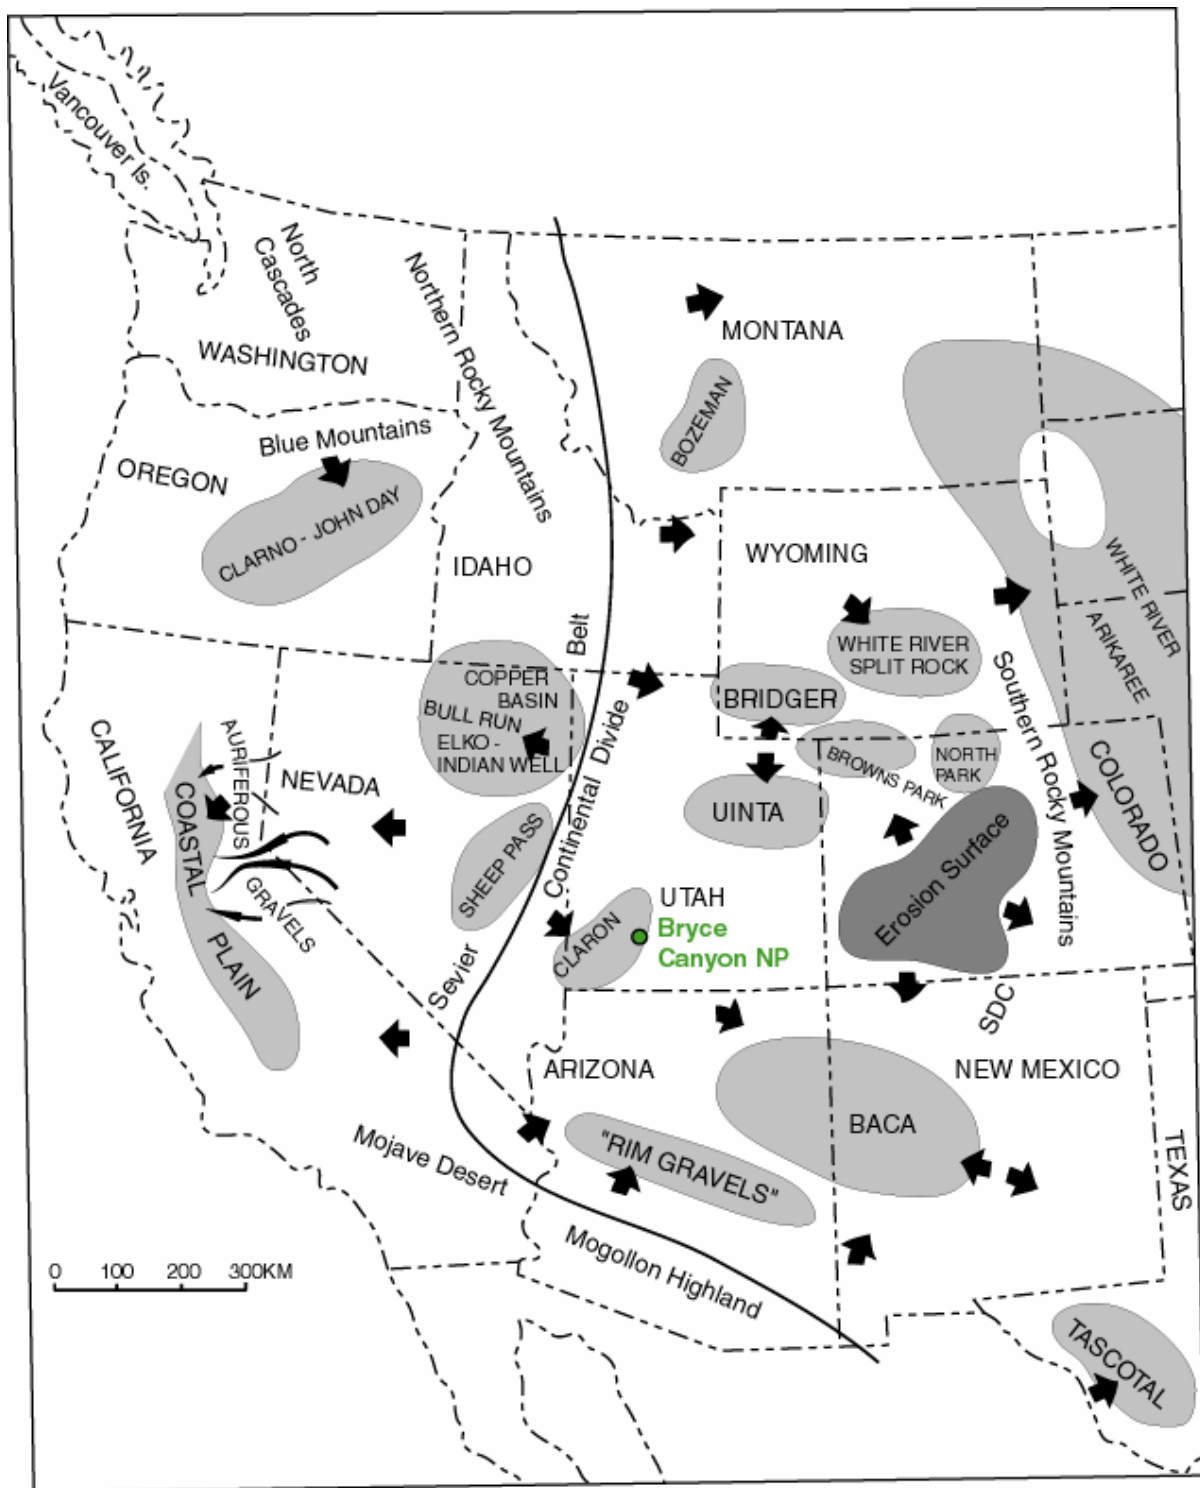 Vancouver Is.
North
Cascades
Northern Rocky Mountains
WASHINGTON
MONTANA
BOZEMAN
Blue Mountains
OREGON
CLARNO - JOHN DAY
IDAHO
WYOMING
WHITE RIVER
ARIKAREE
WHITE RIVER
SPLIT ROCK
Belt
COPPER
BASIN
BULL RUN
ELKO -
INDIAN WELL
BRIDGER
Southern Rocky Mountains
CALIFORNIA
AURIFEROUS
GRAVELS
NEVADA
COASTAL
PLAIN
Continental Divide
BROWNS PARK
NORTH
PARK
COLORADO
UINTA
SHEEP PASS
Erosion Surface
UTAH
Bryce
Canyon NP
CLARON
Sevier
SDC
ARIZONA
NEW MEXICO
BACA
"RIM GRAVELS"
TEXAS
Mojave Desert
Mogollon Highland
0 100 200 300KM
TASCOTAL